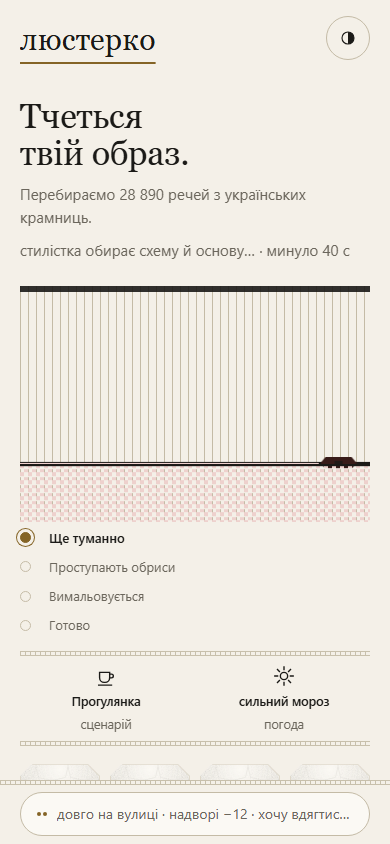 люстерко
Тчеться
твій образ.
Перебираємо 28 890 речей з українських
крамниць.
стилістка обирає схему й основу… · минуло 40 с
Ще туманно
Проступають обриси
Вимальовується
Готово
Прогулянка
сценарій
сильний мороз
погода
довго на вулиці · надворі −12 · хочу вдягтис…